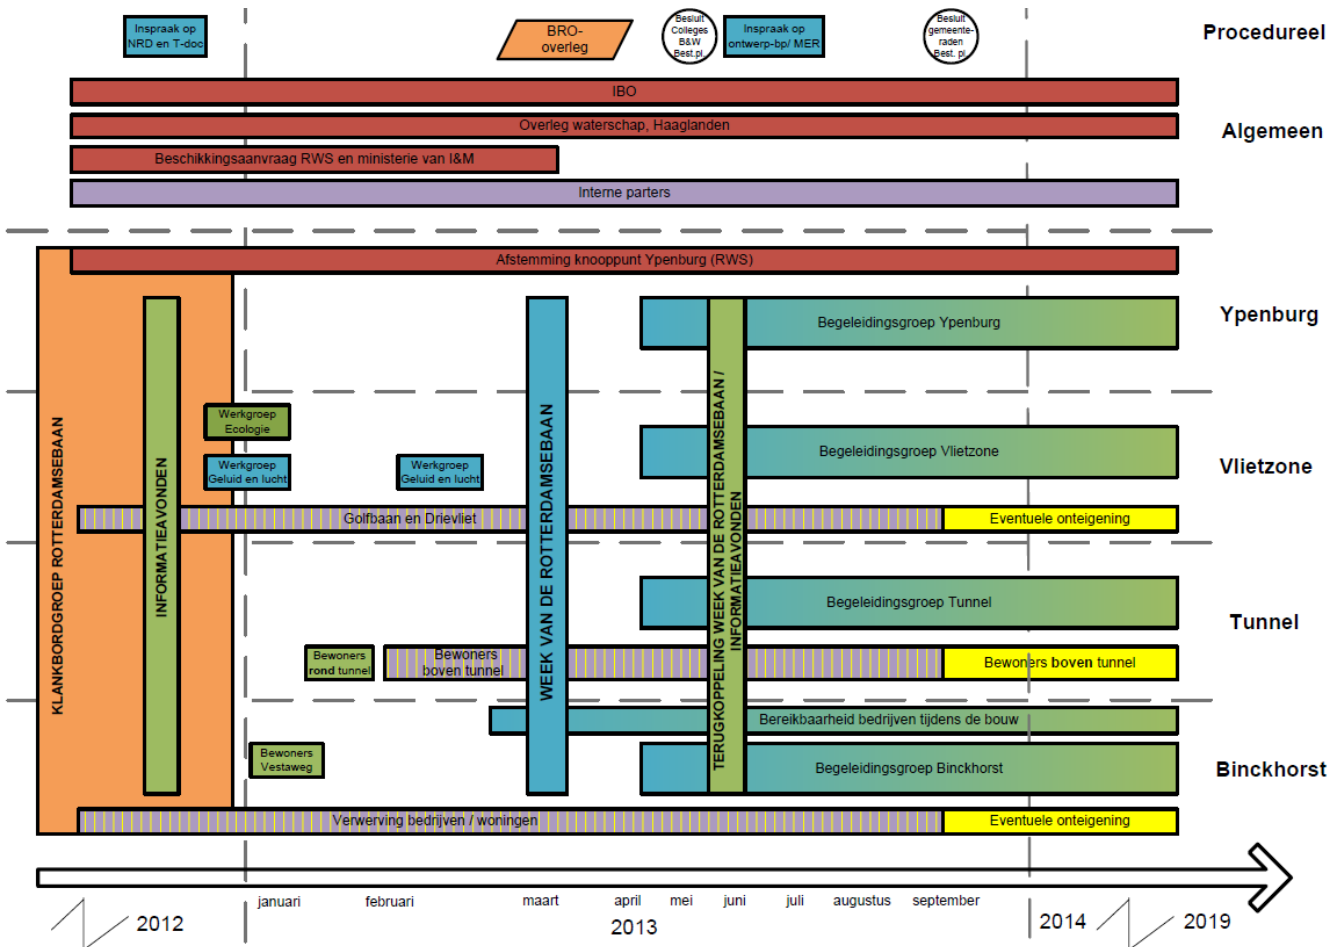 Inspraak op
NRD en T-doc
BRO-
overleg
Besluit
Colleges
B&W
Best.pl.
Inspraak op
ontwerp-bp/ MER
Besluit
gemeente-
raden
Best. pl.
Procedureel
IBO
Overleg waterschap, Haaglanden
Beschikkingsaanvraag RWS en ministerie van I&M
Interne parters
Algemeen
Afstemming knooppunt Ypenburg (RWS)
Begeleidingsgroep Ypenburg
Ypenburg
KLANKBORDGROEP ROTTERDAMSEBAAN
INFORMATIEAVONDEN
WEEK VAN DE ROTTERDAMSEBAAN
TERUGKOPPELING WEEK VAN DE ROTTERDAMSEBAAN /
INFORMATIEAVONDEN
Werkgroep
Ecologie
Werkgroep
Geluid en lucht
Werkgroep
Geluid en lucht
Begeleidingsgroep Vlietzone
Vlietzone
Golfbaan en Drievliet
Eventuele onteigening
Begeleidingsgroep Tunnel
Tunnel
Bewoners
rond tunnel
Bewoners
boven tunnel
Bewoners boven tunnel
Bereikbaarheid bedrijven tijdens de bouw
Bewoners
Vestaweg
Begeleidingsgroep Binckhorst
Binckhorst
Verwerving bedrijven / woningen
Eventuele onteigening
januari
februari
maart
april
mei
juni
juli
augustus
september
2012
2013
2014
2019